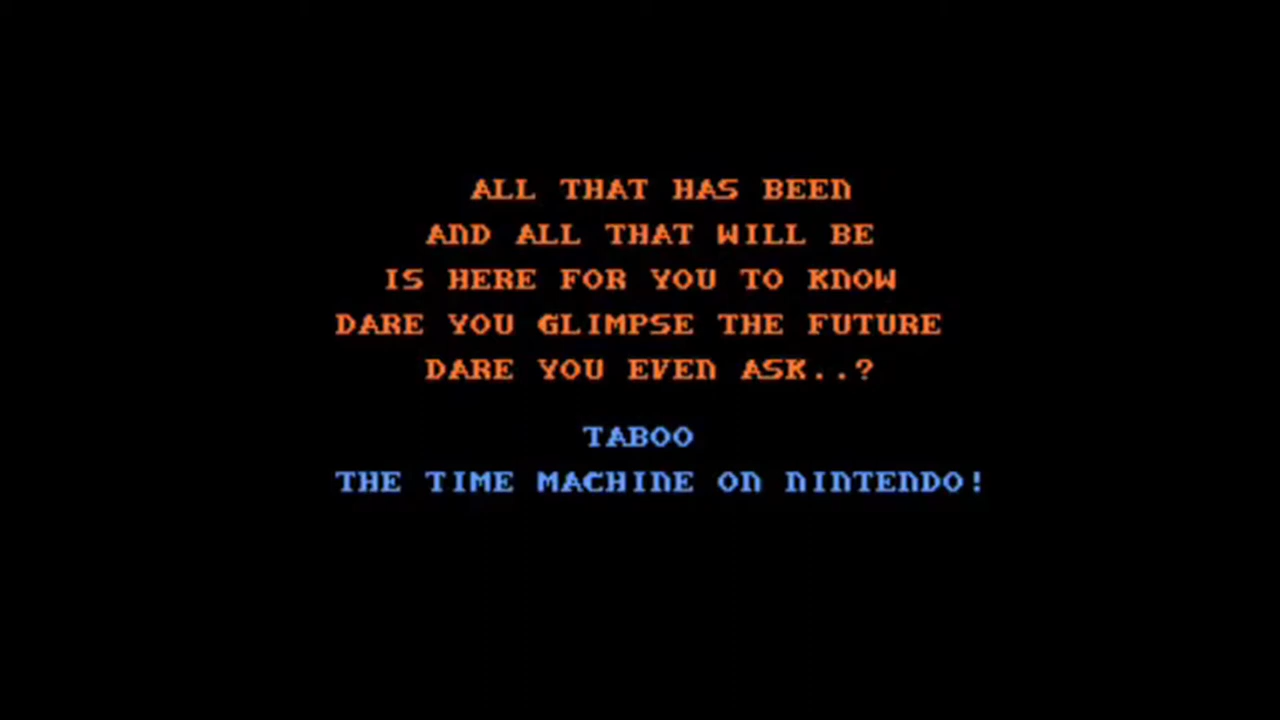 ALL THAT HAS BEEN
AND ALL THAT WILL BE
IS HERE FOR YOU TO KNOW
DARE YOU GLIMPSE THE FUTURE
DARE YOU EVEN ASK..?
TABOO
THE TIME MACHINE ON NINTENDO!